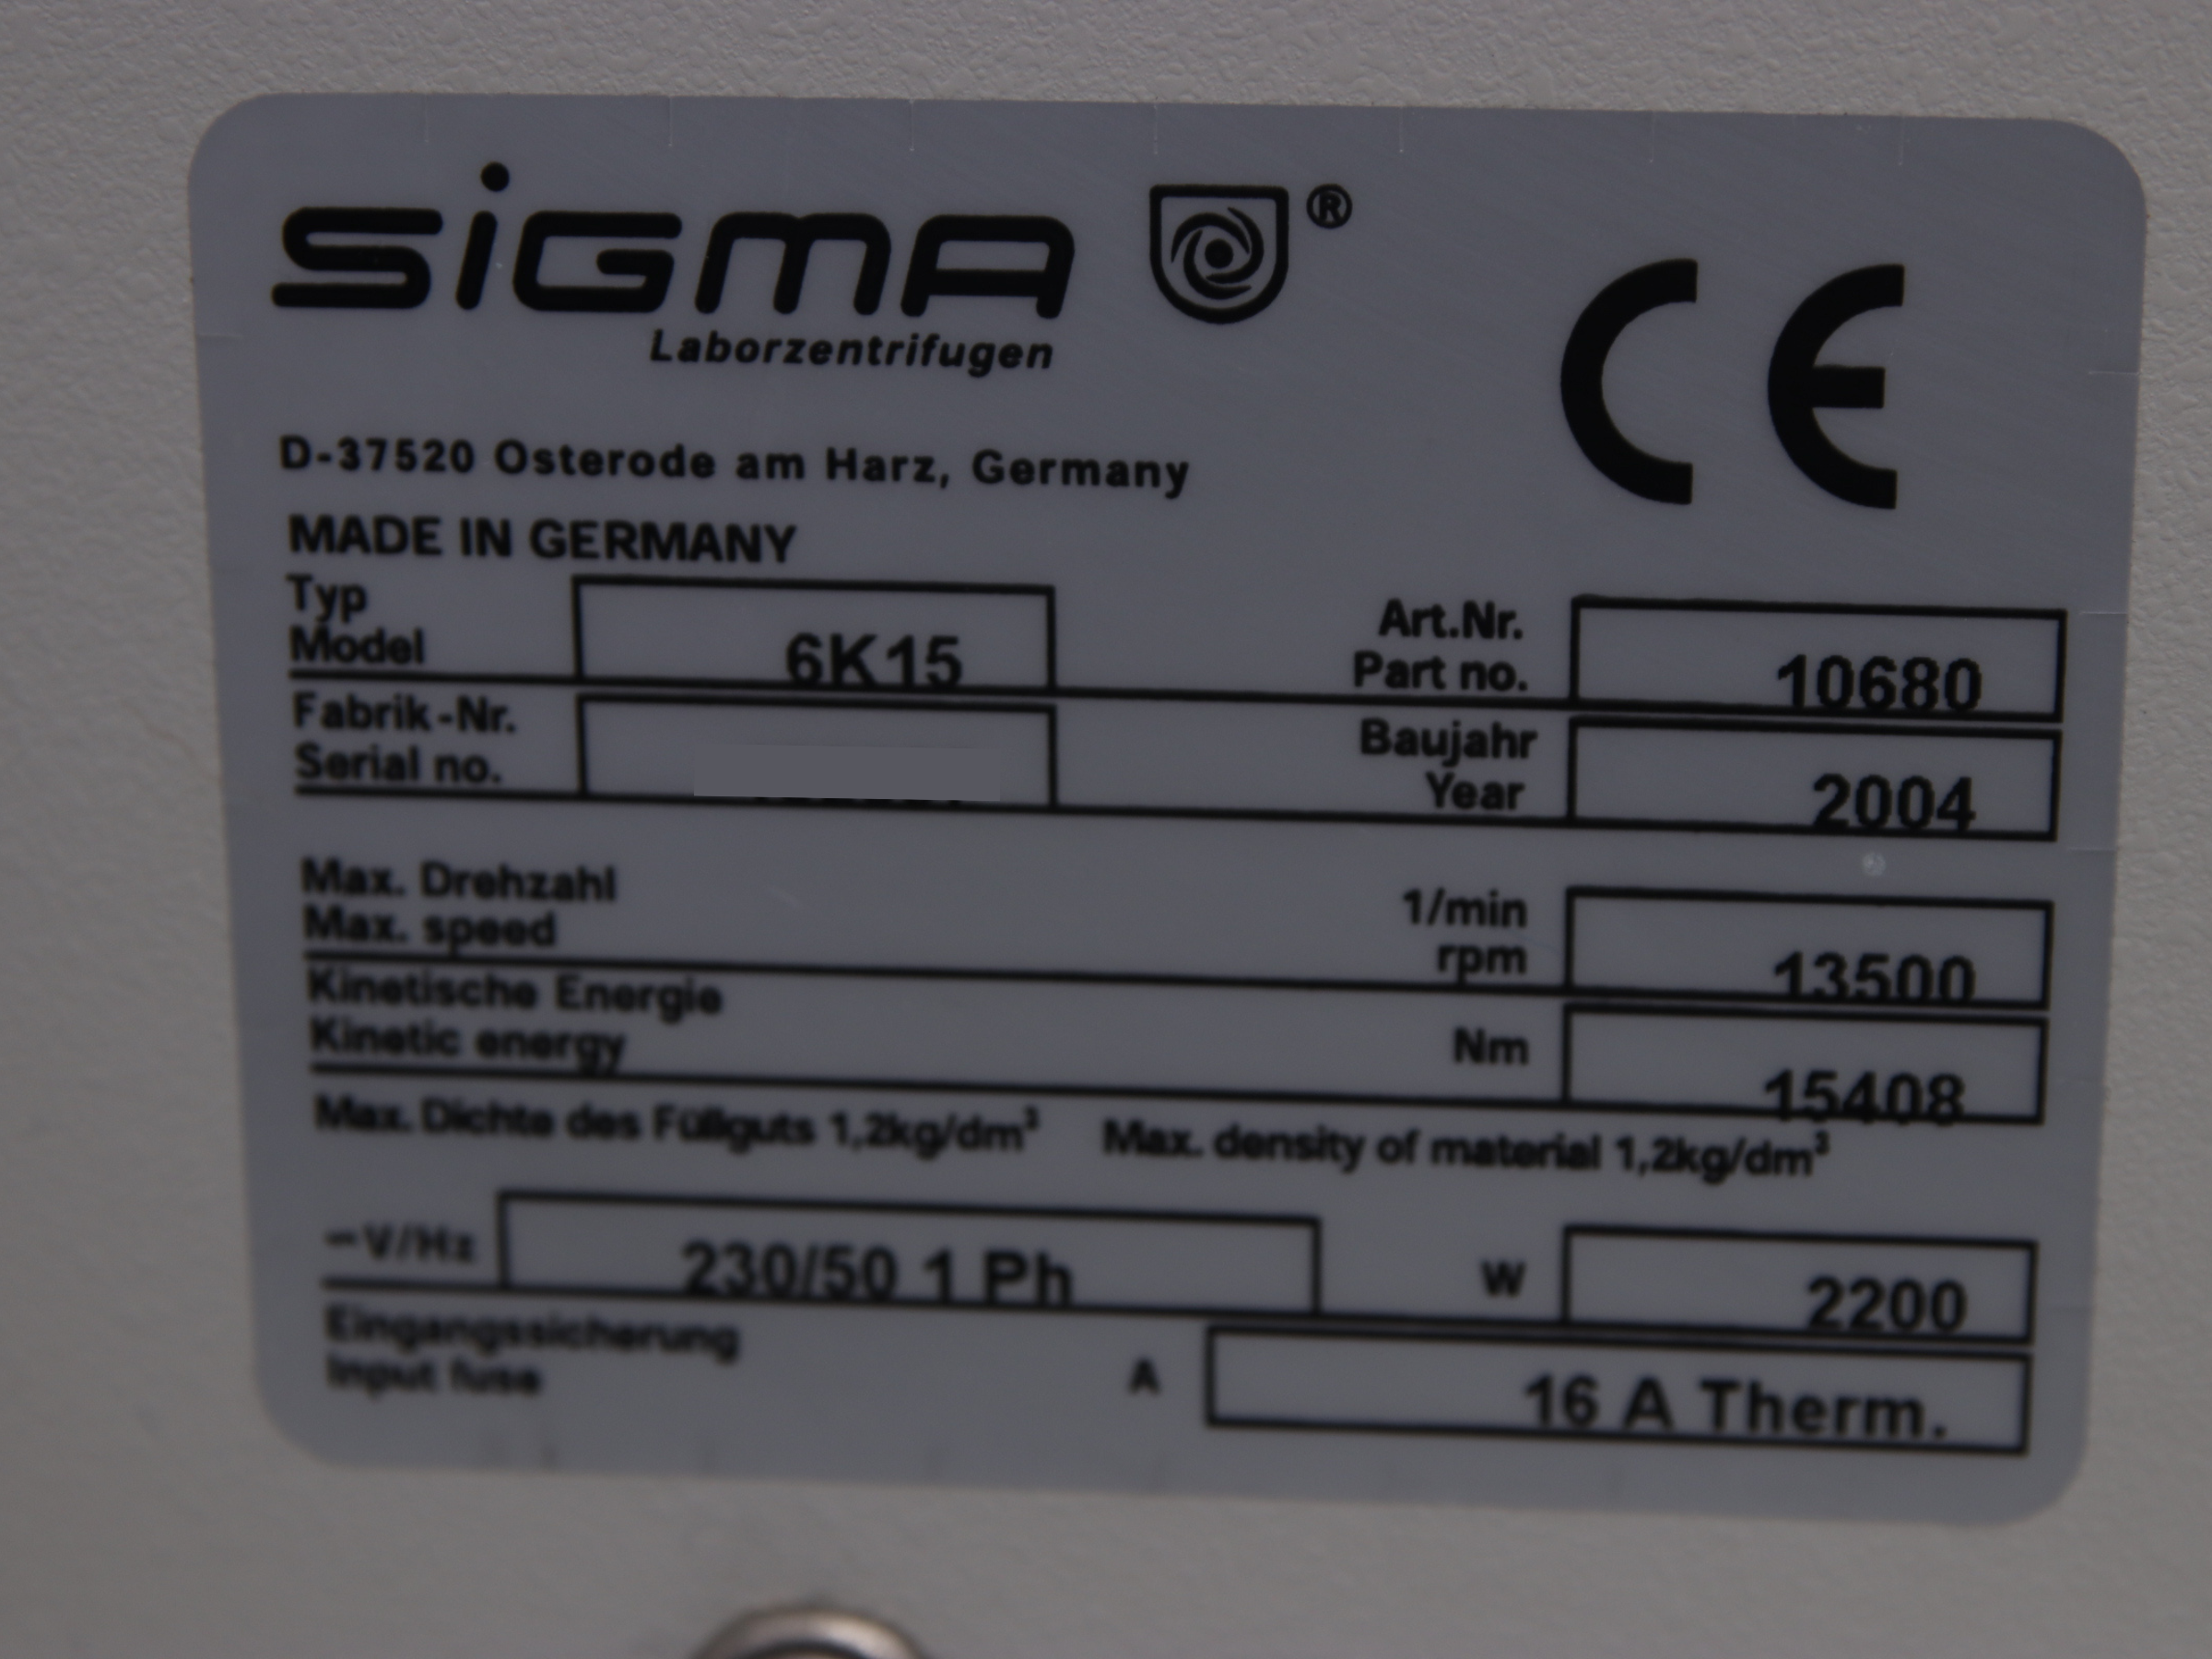 SIGMA ®
Laborzentrifugen
CE
D-37520 Osterode am Harz, Germany
MADE IN GERMANY
Typ
Model 6K15
Art.Nr.
Part no. 10680
Fabrik-Nr.
Serial no.
Baujahr
Year 2004
Max. Drehzahl
Max. speed
1/min
rpm 13500
Kinetische Energie
Kinetic energy
Nm 15408
Max. Dichte des Füllguts 1,2kg/dm³ Max. density of material 1,2kg/dm³
~V/Hz 230/50 1 Ph W 2200
Eingangssicherung
Input fuse
A 16 A Therm.